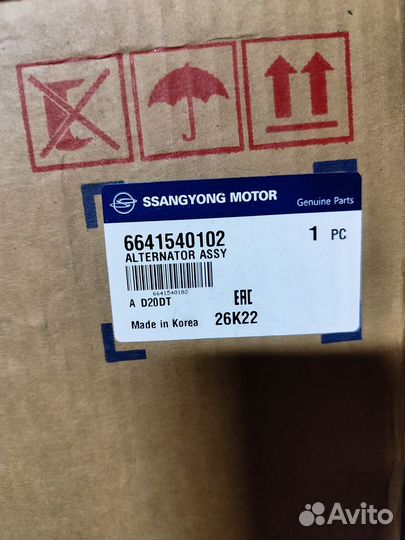 SSANGYONG MOTOR Genuine Parts
6641540102 1 PC
ALTERNATOR ASSY
6641540102
A D20DT EAC
Made in Korea 26K22
Avito